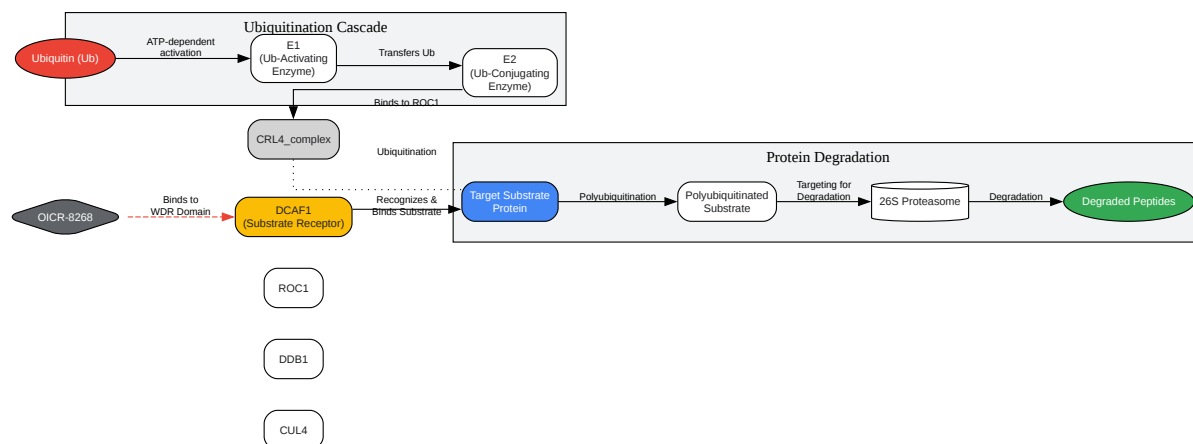 Ubiquitination Cascade
Ubiquitin (Ub)
ATP-dependent
activation
E1
(Ub-Activating
Enzyme)
Transfers Ub
E2
(Ub-Conjugating
Enzyme)
Binds to ROC1
CRL4_complex
Ubiquitination
Protein Degradation
OICR-8268
Binds to
WDR Domain
DCAF1
(Substrate Receptor)
Recognizes &
Binds Substrate
Target Substrate
Protein
Polyubiquitination
Polyubiquitinated
Substrate
Targeting for
Degradation
26S Proteasome
Degradation
Degraded Peptides
ROC1
DDB1
CUL4